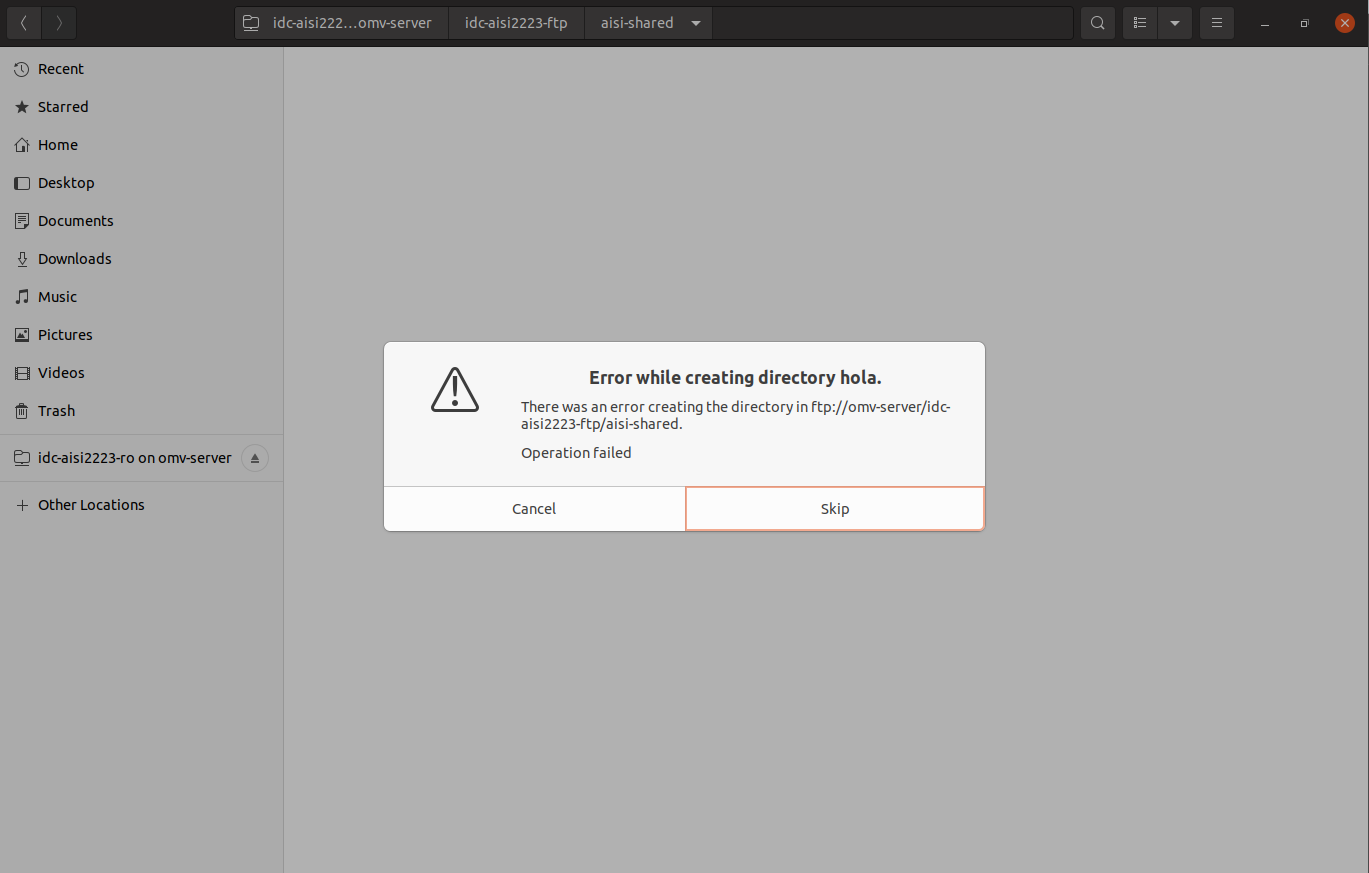 idc-aisi222…omv-server idc-aisi2223-ftp aisi-shared
Recent
Starred
Home
Desktop
Documents
Downloads
Music
Pictures
Videos
Trash
idc-aisi2223-ro on omv-server
Other Locations
Error while creating directory hola.
There was an error creating the directory in ftp://omv-server/idc-
aisi2223-ftp/aisi-shared.
Operation failed
Cancel Skip